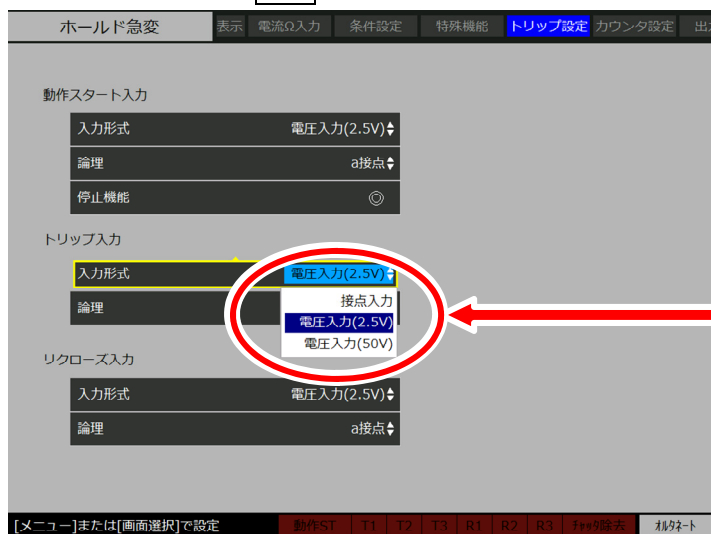 ホールド急変 表示 電流Ω入力 条件設定 特殊機能 トリップ設定 カウンタ設定 出
動作スタート入力
入力形式 電圧入力(2.5V)
論理 a接点
停止機能 ◎
トリップ入力
入力形式 電圧入力(2.5V)
接点入力
論理
電圧入力(2.5V)
電圧入力(50V)
リクローズ入力
入力形式 電圧入力(2.5V)
論理 a接点
[メニュー]または[画面選択]で設定 動作ST T1 T2 T3 R1 R2 R3 ﾁｬﾀ除去 ｵﾙﾀﾈｰﾄ